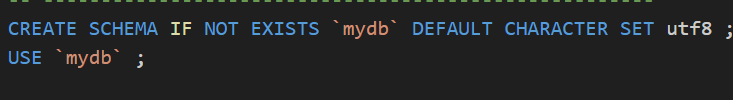 -- -----------------------------------------------------
CREATE SCHEMA IF NOT EXISTS `mydb` DEFAULT CHARACTER SET utf8 ;
USE `mydb` ;